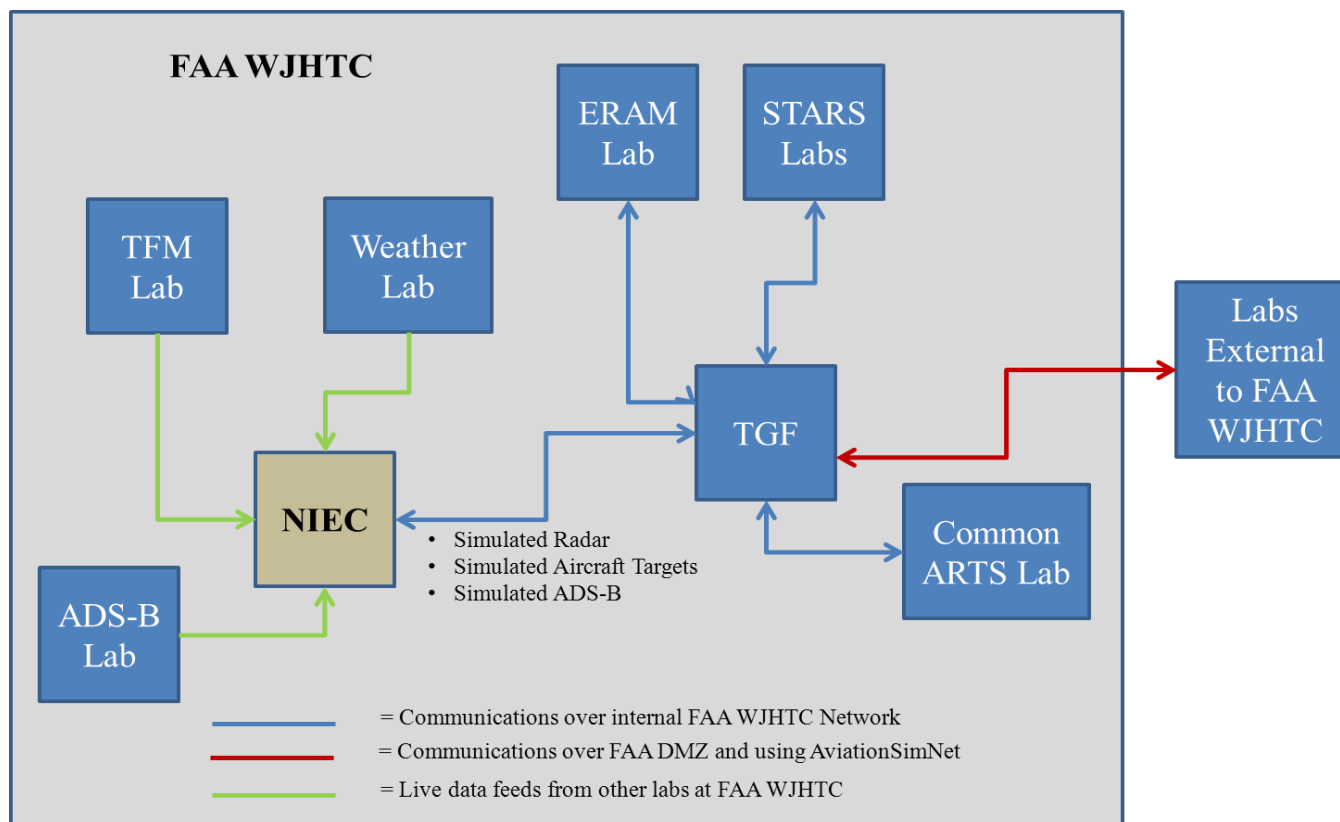 FAA WJHTC
ERAM
Lab
STARS
Labs
TFM
Lab
Weather
Lab
Labs
External
to FAA
WJHTC
TGF
NIEC
• Simulated Radar
• Simulated Aircraft Targets
• Simulated ADS-B
Common
ARTS Lab
ADS-B
Lab
= Communications over internal FAA WJHTC Network
= Communications over FAA DMZ and using AviationSimNet
= Live data feeds from other labs at FAA WJHTC